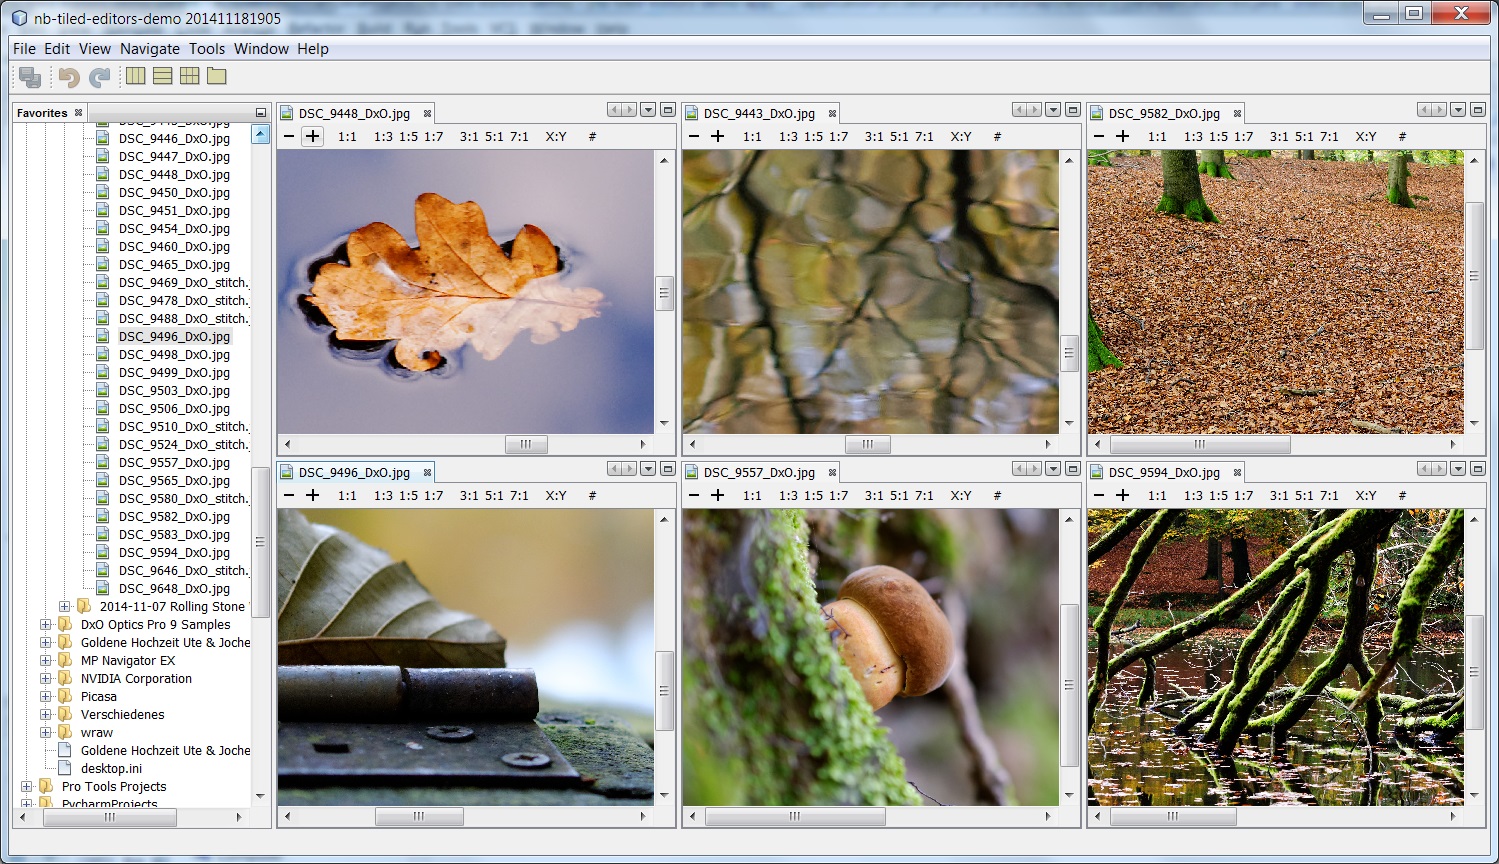 nb-tiled-editors-demo 201411181905
File Edit View Navigate Tools Window Help
Favorites
DSC_9446_DxO.jpg
DSC_9447_DxO.jpg
DSC_9448_DxO.jpg
DSC_9450_DxO.jpg
DSC_9451_DxO.jpg
DSC_9454_DxO.jpg
DSC_9460_DxO.jpg
DSC_9465_DxO.jpg
DSC_9469_DxO_stitch.
DSC_9478_DxO_stitch.
DSC_9488_DxO_stitch.
DSC_9496_DxO.jpg
DSC_9498_DxO.jpg
DSC_9499_DxO.jpg
DSC_9503_DxO.jpg
DSC_9506_DxO.jpg
DSC_9510_DxO_stitch.
DSC_9524_DxO_stitch.
DSC_9557_DxO.jpg
DSC_9565_DxO.jpg
DSC_9580_DxO_stitch.
DSC_9582_DxO.jpg
DSC_9583_DxO.jpg
DSC_9594_DxO.jpg
DSC_9646_DxO_stitch.
DSC_9648_DxO.jpg
2014-11-07 Rolling Stone
DxO Optics Pro 9 Samples
Goldene Hochzeit Ute & Joche
MP Navigator EX
NVIDIA Corporation
Picasa
Verschiedenes
wraw
Goldene Hochzeit Ute & Joche
desktop.ini
Pro Tools Projects
PycharmProjects
DSC_9448_DxO.jpg
− + 1:1 1:3 1:5 1:7 3:1 5:1 7:1 X:Y #
DSC_9443_DxO.jpg
− + 1:1 1:3 1:5 1:7 3:1 5:1 7:1 X:Y #
DSC_9582_DxO.jpg
− + 1:1 1:3 1:5 1:7 3:1 5:1 7:1 X:Y #
DSC_9496_DxO.jpg
− + 1:1 1:3 1:5 1:7 3:1 5:1 7:1 X:Y #
DSC_9557_DxO.jpg
− + 1:1 1:3 1:5 1:7 3:1 5:1 7:1 X:Y #
DSC_9594_DxO.jpg
− + 1:1 1:3 1:5 1:7 3:1 5:1 7:1 X:Y #